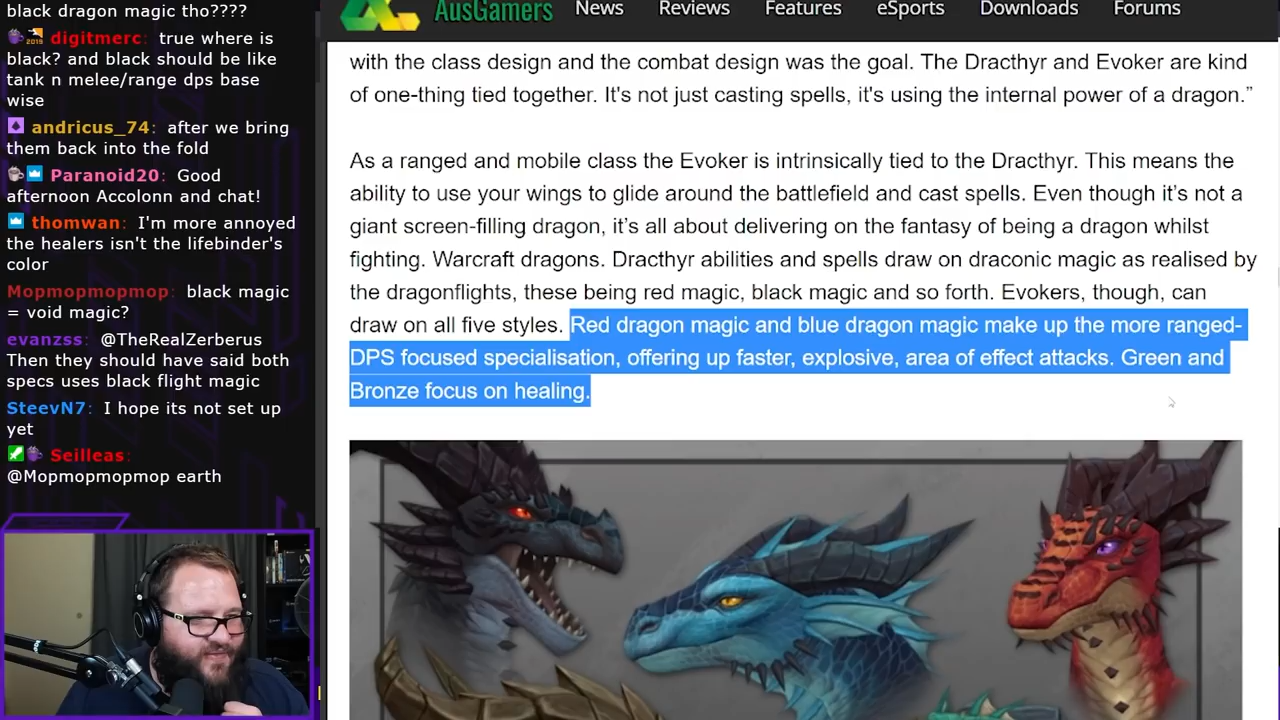 black dragon magic tho????
digitmerc: true where is
black? and black should be like
tank n melee/range dps base
wise
andricus_74: after we bring
them back into the fold
Paranoid20: Good
afternoon Accolonn and chat!
thomwan: I'm more annoyed
the healers isn't the lifebinder's
color
Mopmopmopmop: black magic
= void magic?
evanzss: @TheRealZerberus
Then they should have said both
specs uses black flight magic
SteevN7: I hope its not set up
yet
Seilleas:
@Mopmopmopmop earth
AusGamers News Reviews Features eSports Downloads Forums
with the class design and the combat design was the goal. The Dracthyr and Evoker are kind
of one-thing tied together. It's not just casting spells, it's using the internal power of a dragon.”
As a ranged and mobile class the Evoker is intrinsically tied to the Dracthyr. This means the
ability to use your wings to glide around the battlefield and cast spells. Even though it’s not a
giant screen-filling dragon, it’s all about delivering on the fantasy of being a dragon whilst
fighting. Warcraft dragons. Dracthyr abilities and spells draw on draconic magic as realised by
the dragonflights, these being red magic, black magic and so forth. Evokers, though, can
draw on all five styles. Red dragon magic and blue dragon magic make up the more ranged-
DPS focused specialisation, offering up faster, explosive, area of effect attacks. Green and
Bronze focus on healing.